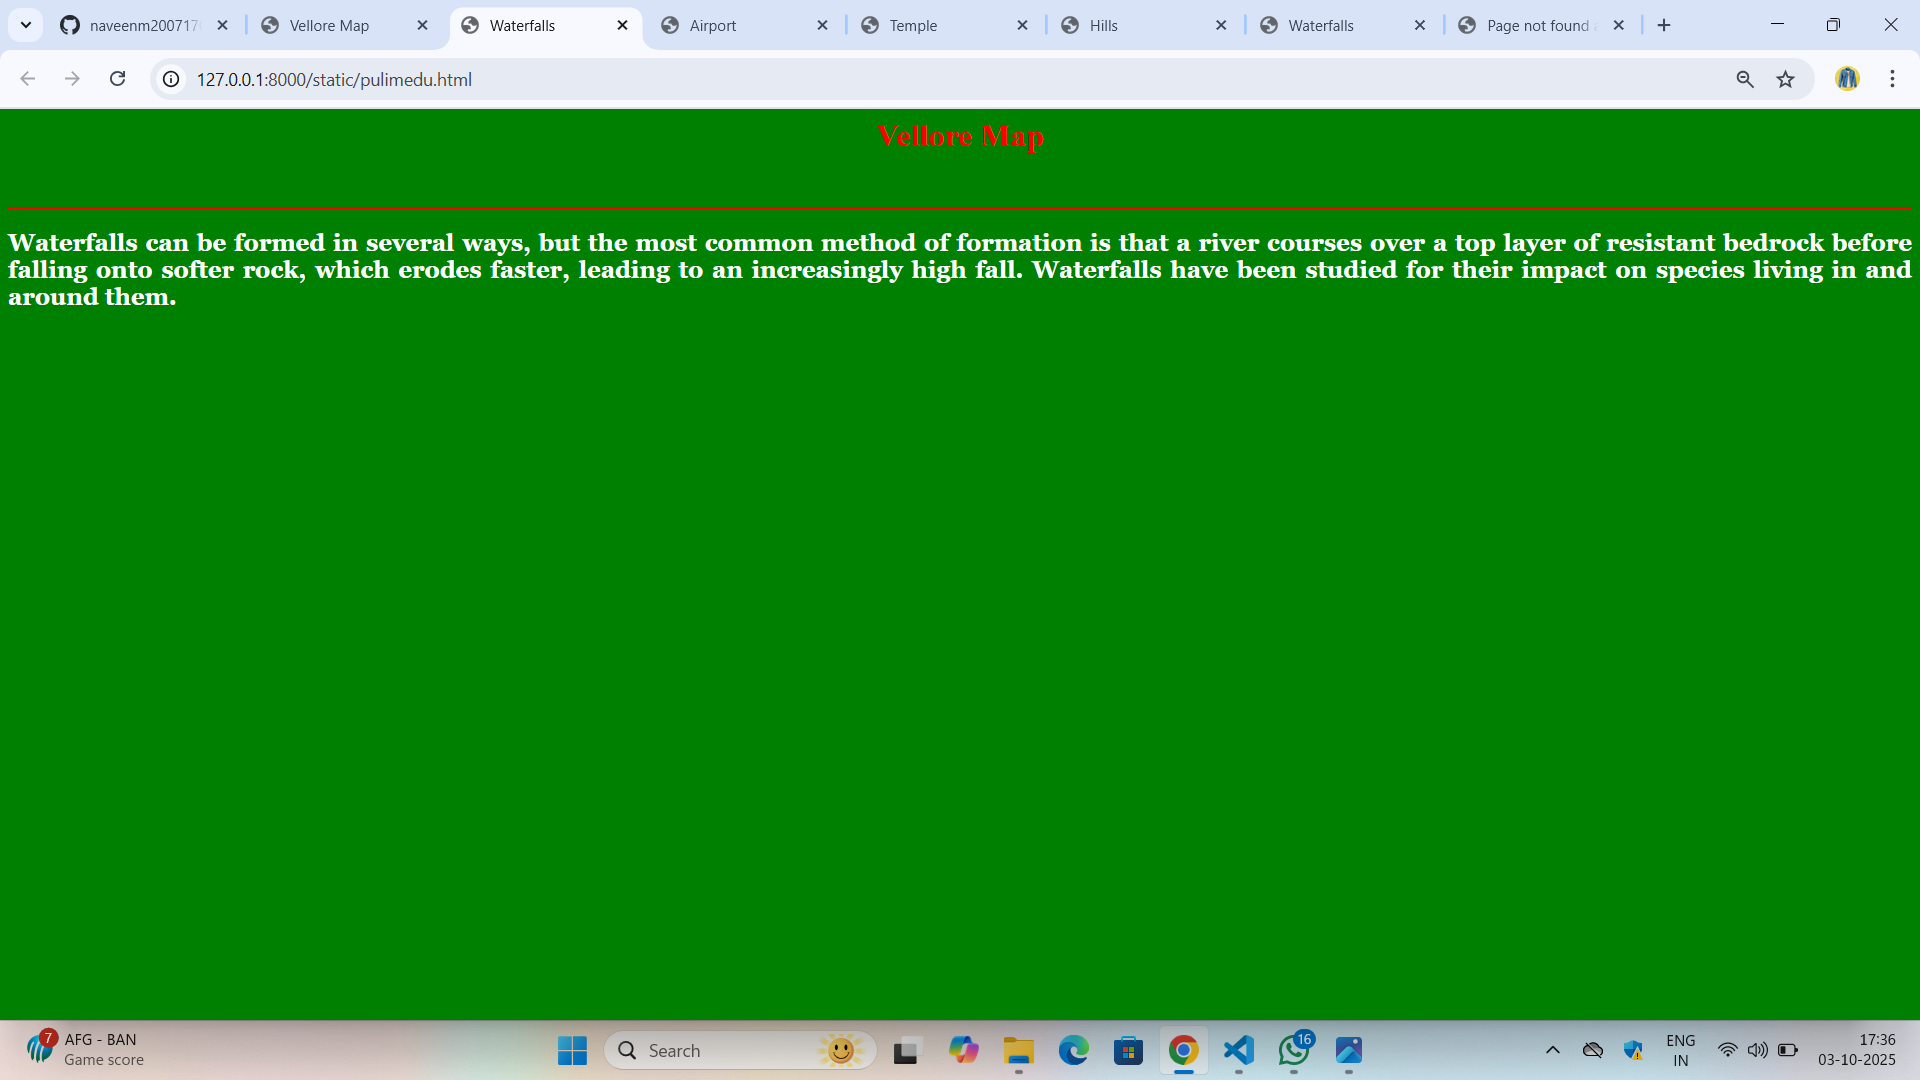 naveenm200717
Vellore Map
Waterfalls
Airport
Temple
Hills
Waterfalls
Page not found
127.0.0.1:8000/static/pulimedu.html
Vellore Map
Waterfalls can be formed in several ways, but the most common method of formation is that a river courses over a top layer of resistant bedrock before
falling onto softer rock, which erodes faster, leading to an increasingly high fall. Waterfalls have been studied for their impact on species living in and
around them.
7
AFG - BAN
Game score
Search
16
ENG
IN
17:36
03-10-2025